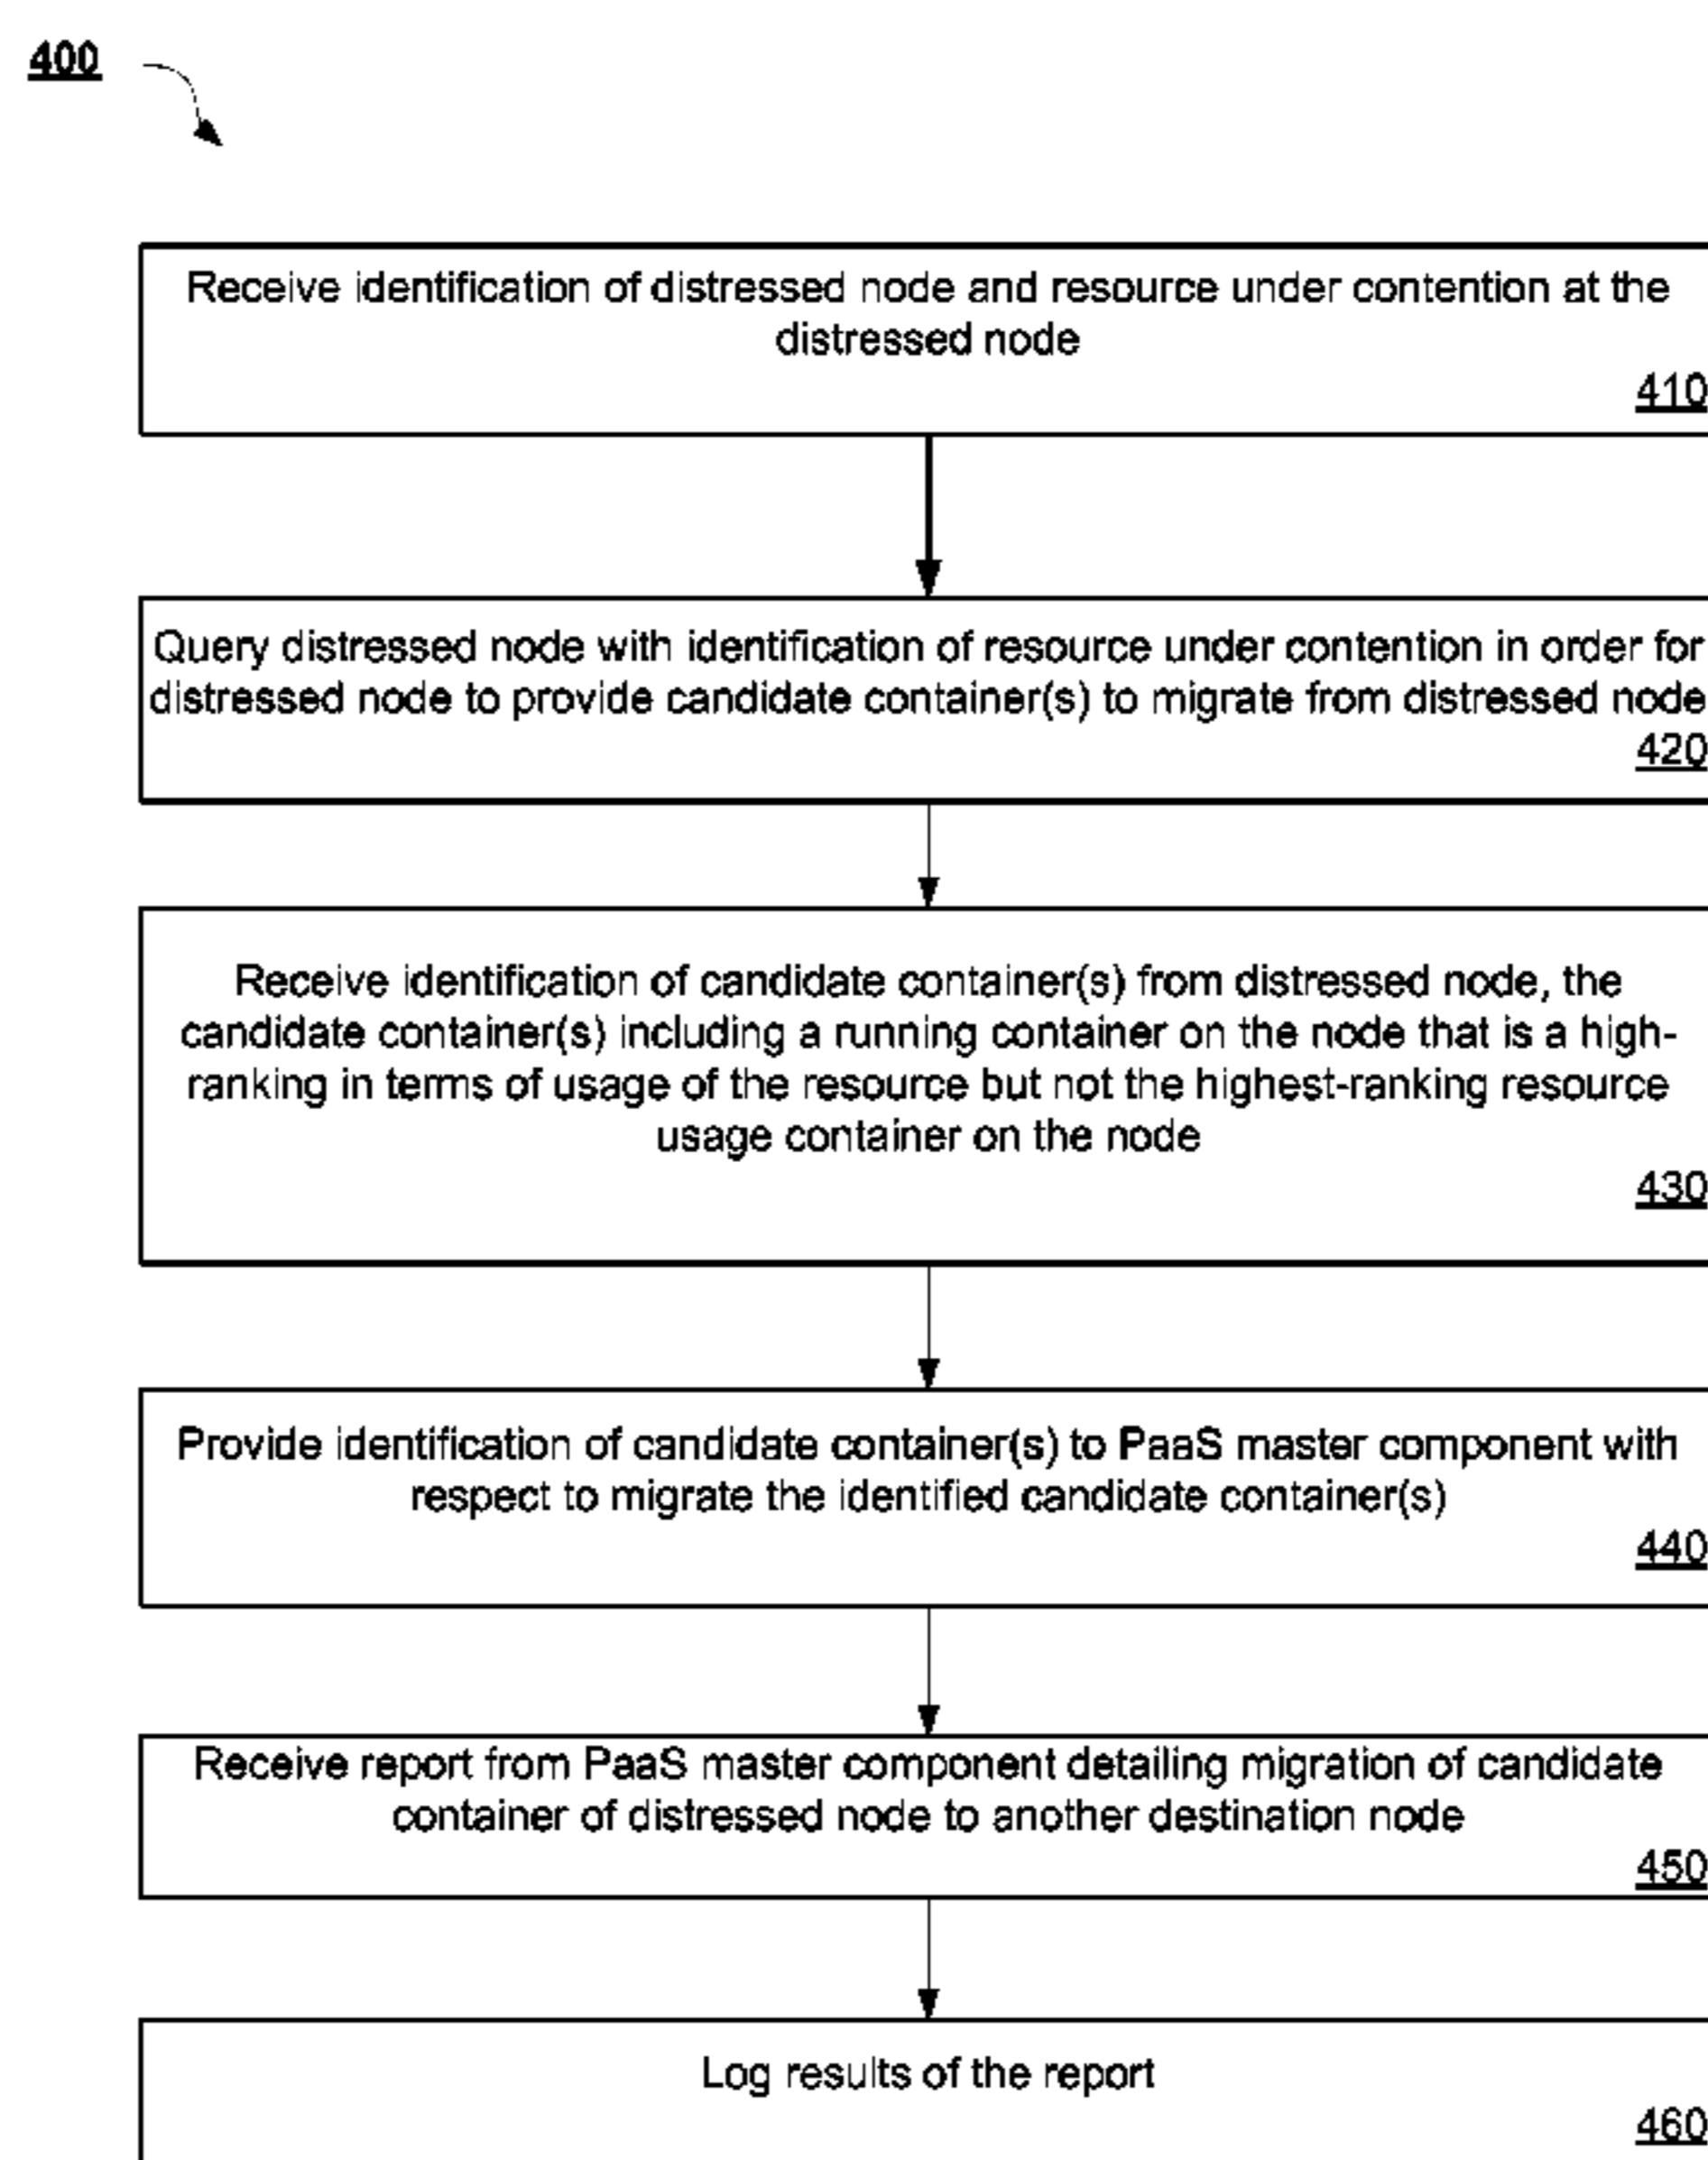 400
Receive identification of distressed node and resource under contention at the
distressed node
410
Query distressed node with identification of resource under contention in order for
distressed node to provide candidate container(s) to migrate from distressed node
420
Receive identification of candidate container(s) from distressed node, the
candidate container(s) including a running container on the node that is a high-
ranking in terms of usage of the resource but not the highest-ranking resource
usage container on the node
430
Provide identification of candidate container(s) to PaaS master component with
respect to migrate the identified candidate container(s)
440
Receive report from PaaS master component detailing migration of candidate
container of distressed node to another destination node
450
Log results of the report
460